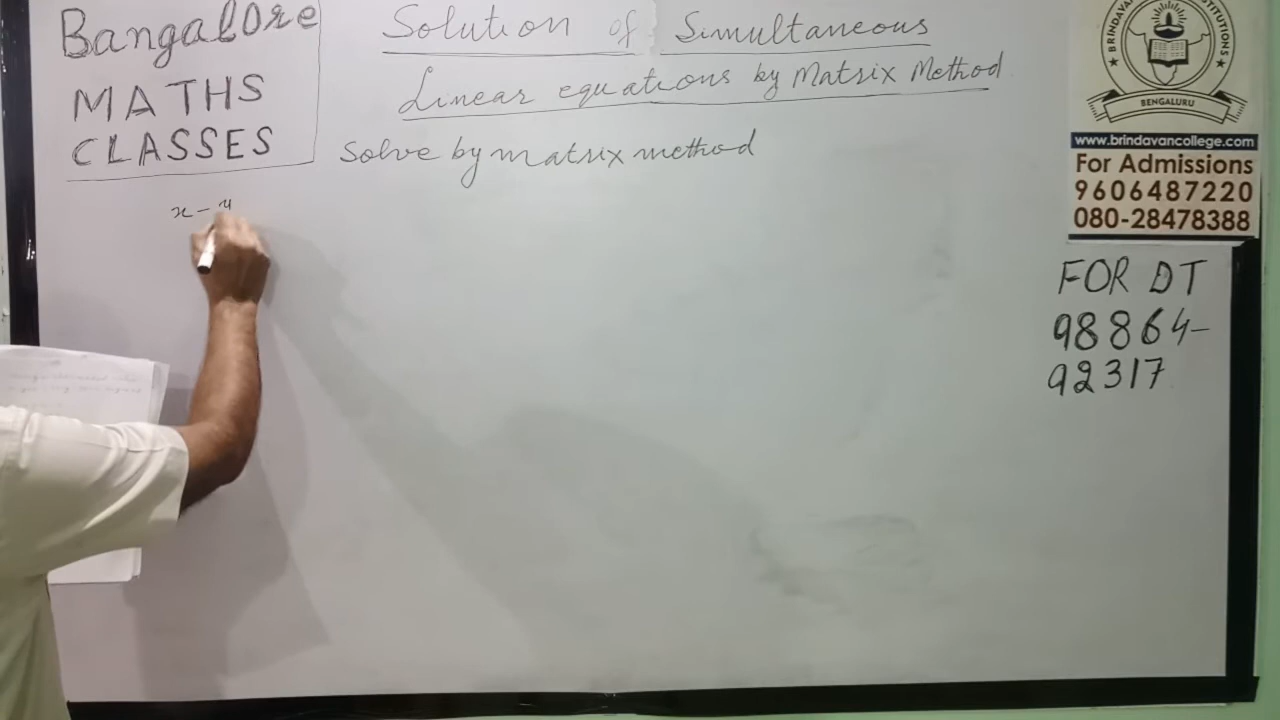 Bangalore
MATHS
CLASSES
Solution of Simultaneous
Linear equations by Matrix Method
Solve by matrix method
x - y
BENGALURU
www.brindavancollege.com
For Admissions
9606487220
080-28478388
FOR DT
98864-
92317